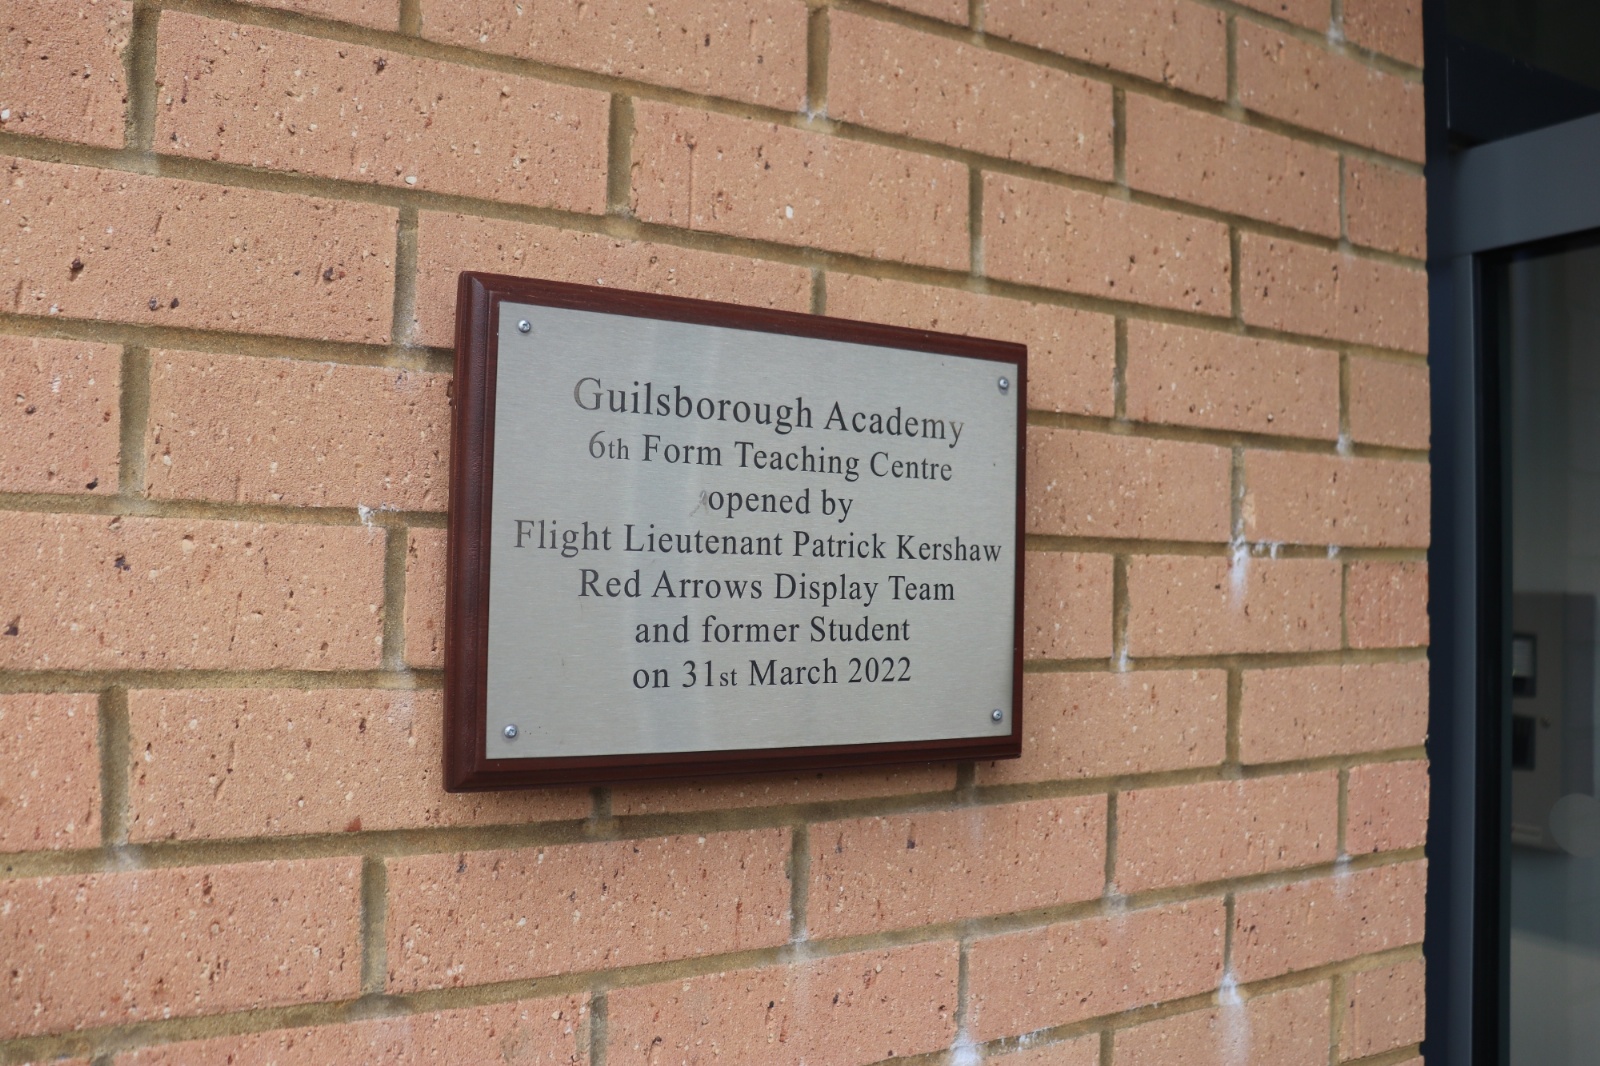 Guilsborough Academy
6th Form Teaching Centre
opened by
Flight Lieutenant Patrick Kershaw
Red Arrows Display Team
and former Student
on 31st March 2022